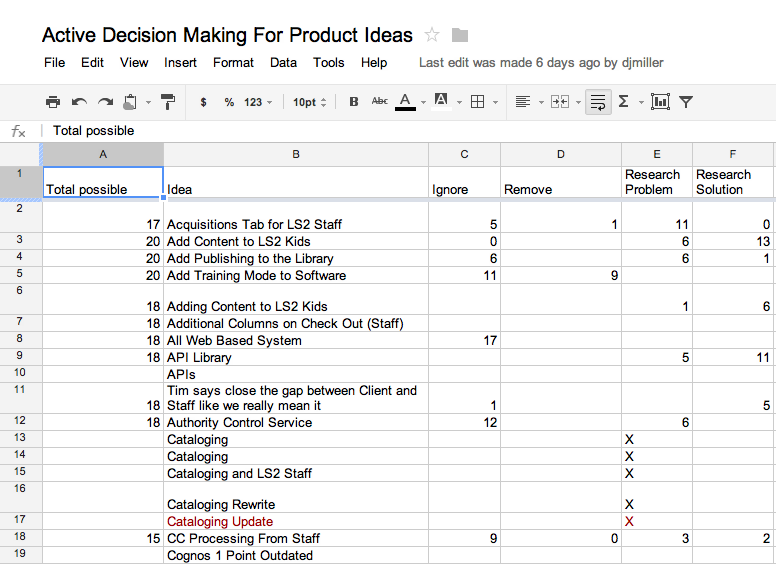 Active Decision Making For Product Ideas
File Edit View Insert Format Data Tools Help Last edit was made 6 days ago by djmiller
$ % 123 10pt B Abc A A Σ
fx Total possible
A B C D E F
1 Total possible Idea Ignore Remove Research Problem Research Solution
2 17 Acquisitions Tab for LS2 Staff 5 1 11 0
3 20 Add Content to LS2 Kids 0 6 13
4 20 Add Publishing to the Library 6 6 1
5 20 Add Training Mode to Software 11 9
6 18 Adding Content to LS2 Kids 1 6
7 18 Additional Columns on Check Out (Staff)
8 18 All Web Based System 17
9 18 API Library 5 11
10 APIs
11 Tim says close the gap between Client and
18 Staff like we really mean it 1 5
12 18 Authority Control Service 12 6
13 Cataloging X
14 Cataloging X
15 Cataloging and LS2 Staff X
16 Cataloging Rewrite X
17 Cataloging Update X
18 15 CC Processing From Staff 9 0 3 2
19 Cognos 1 Point Outdated